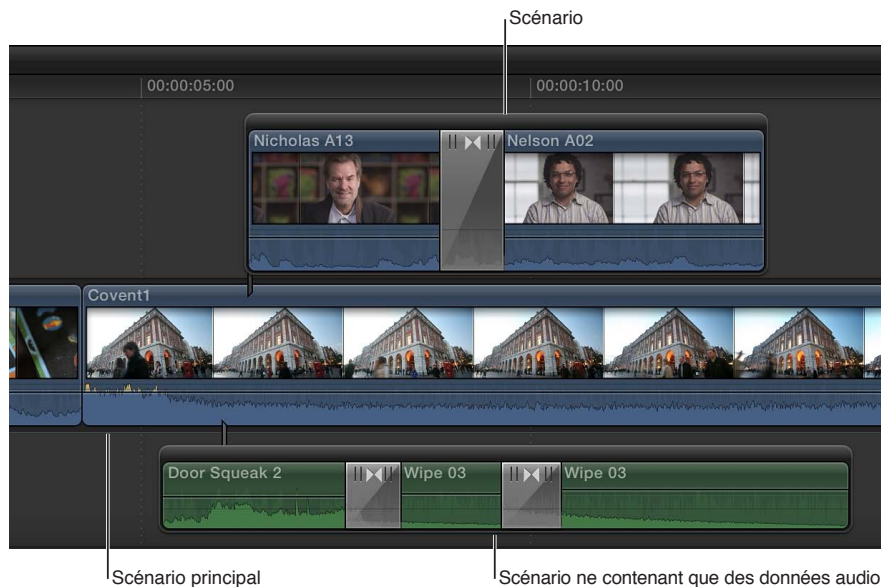 Scénario
00:00:05:00
00:00:10:00
Nicholas A13
Nelson A02
Covent1
Door Squeak 2
Wipe 03
Wipe 03
Scénario principal
Scénario ne contenant que des données audio